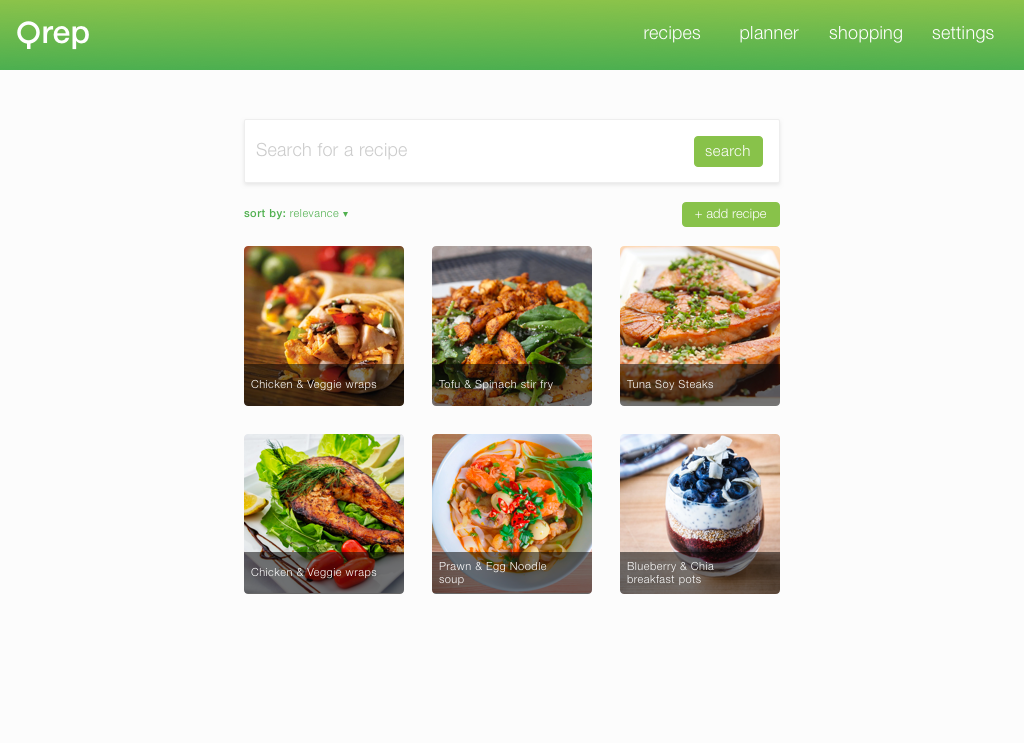 Prep
recipes planner shopping settings
Search for a recipe search
sort by: relevance ▾ + add recipe
Chicken & Veggie wraps
Tofu & Spinach stir fry
Tuna Soy Steaks
Chicken & Veggie wraps
Prawn & Egg Noodle
soup
Blueberry & Chia
breakfast pots